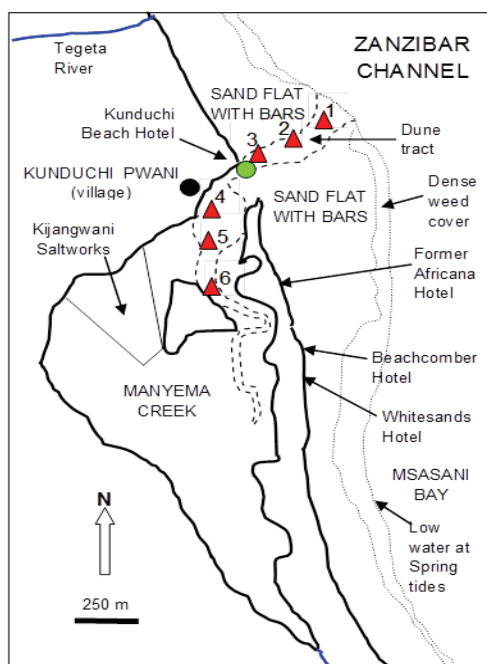 Tegeta
River
ZANZIBAR
CHANNEL
SAND FLAT
WITH BARS
1
2
3
Kunduchi
Beach Hotel
Dune
tract
KUNDUCHI PWANI
(village)
SAND FLAT
WITH BARS
Dense
weed
cover
4
Kijangwani
Saltworks
5
Former
Africana
Hotel
6
Beachcomber
Hotel
MANYEMA
CREEK
Whitesands
Hotel
MSASANI
BAY
N
Low
water at
Spring
tides
250 m